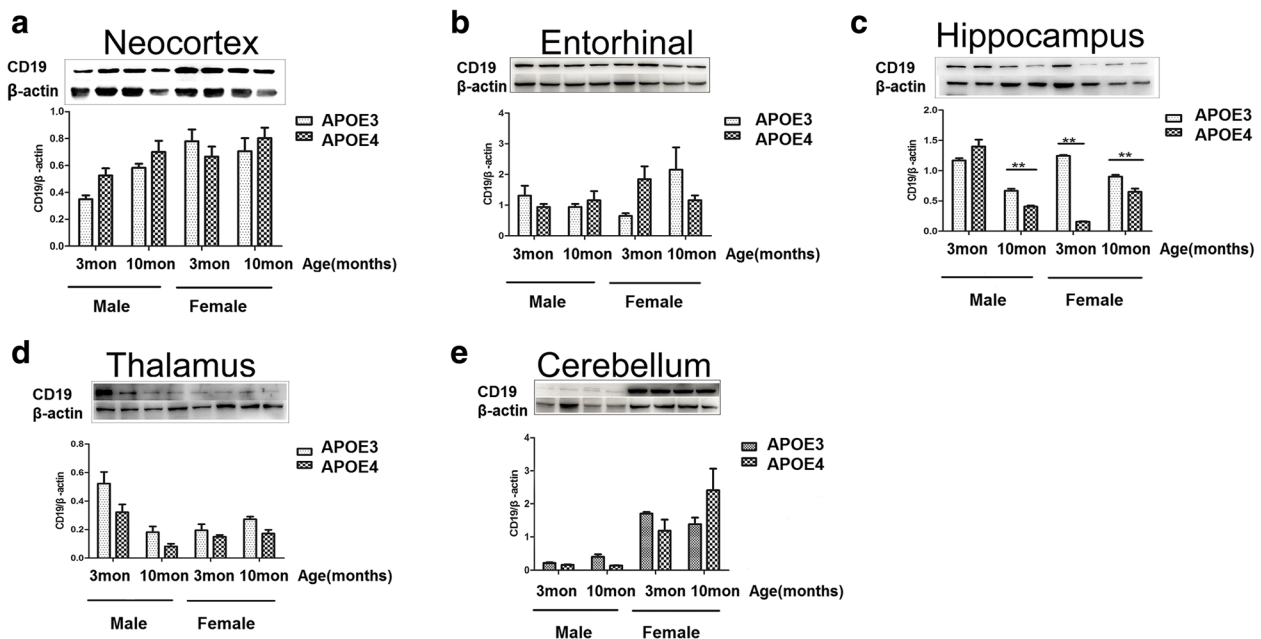 a
Neocortex
CD19
β-actin
1.0
0.8
0.6
0.4
0.2
0.0
CD19/β -actin
APOE3
APOE4
3mon 10mon 3mon 10mon Age(months)
Male Female
b
Entorhinal
CD19
β-actin
4
3
2
1
0
CD19/β -actin
APOE3
APOE4
3mon 10mon 3mon 10mon Age(months)
Male Female
c
Hippocampus
CD19
β-actin
2.0
1.5
1.0
0.5
0.0
CD19/β -actin
** ** **
APOE3
APOE4
3mon 10mon 3mon 10mon Age(months)
Male Female
d
Thalamus
CD19
β-actin
0.8
0.6
0.4
0.2
0.0
CD19/β -actin
APOE3
APOE4
3mon 10mon 3mon 10mon Age(months)
Male Female
e
Cerebellum
CD19
β-actin
4
3
2
1
0
CD19/β -actin
APOE3
APOE4
3mon 10mon 3mon 10mon Age(months)
Male Female